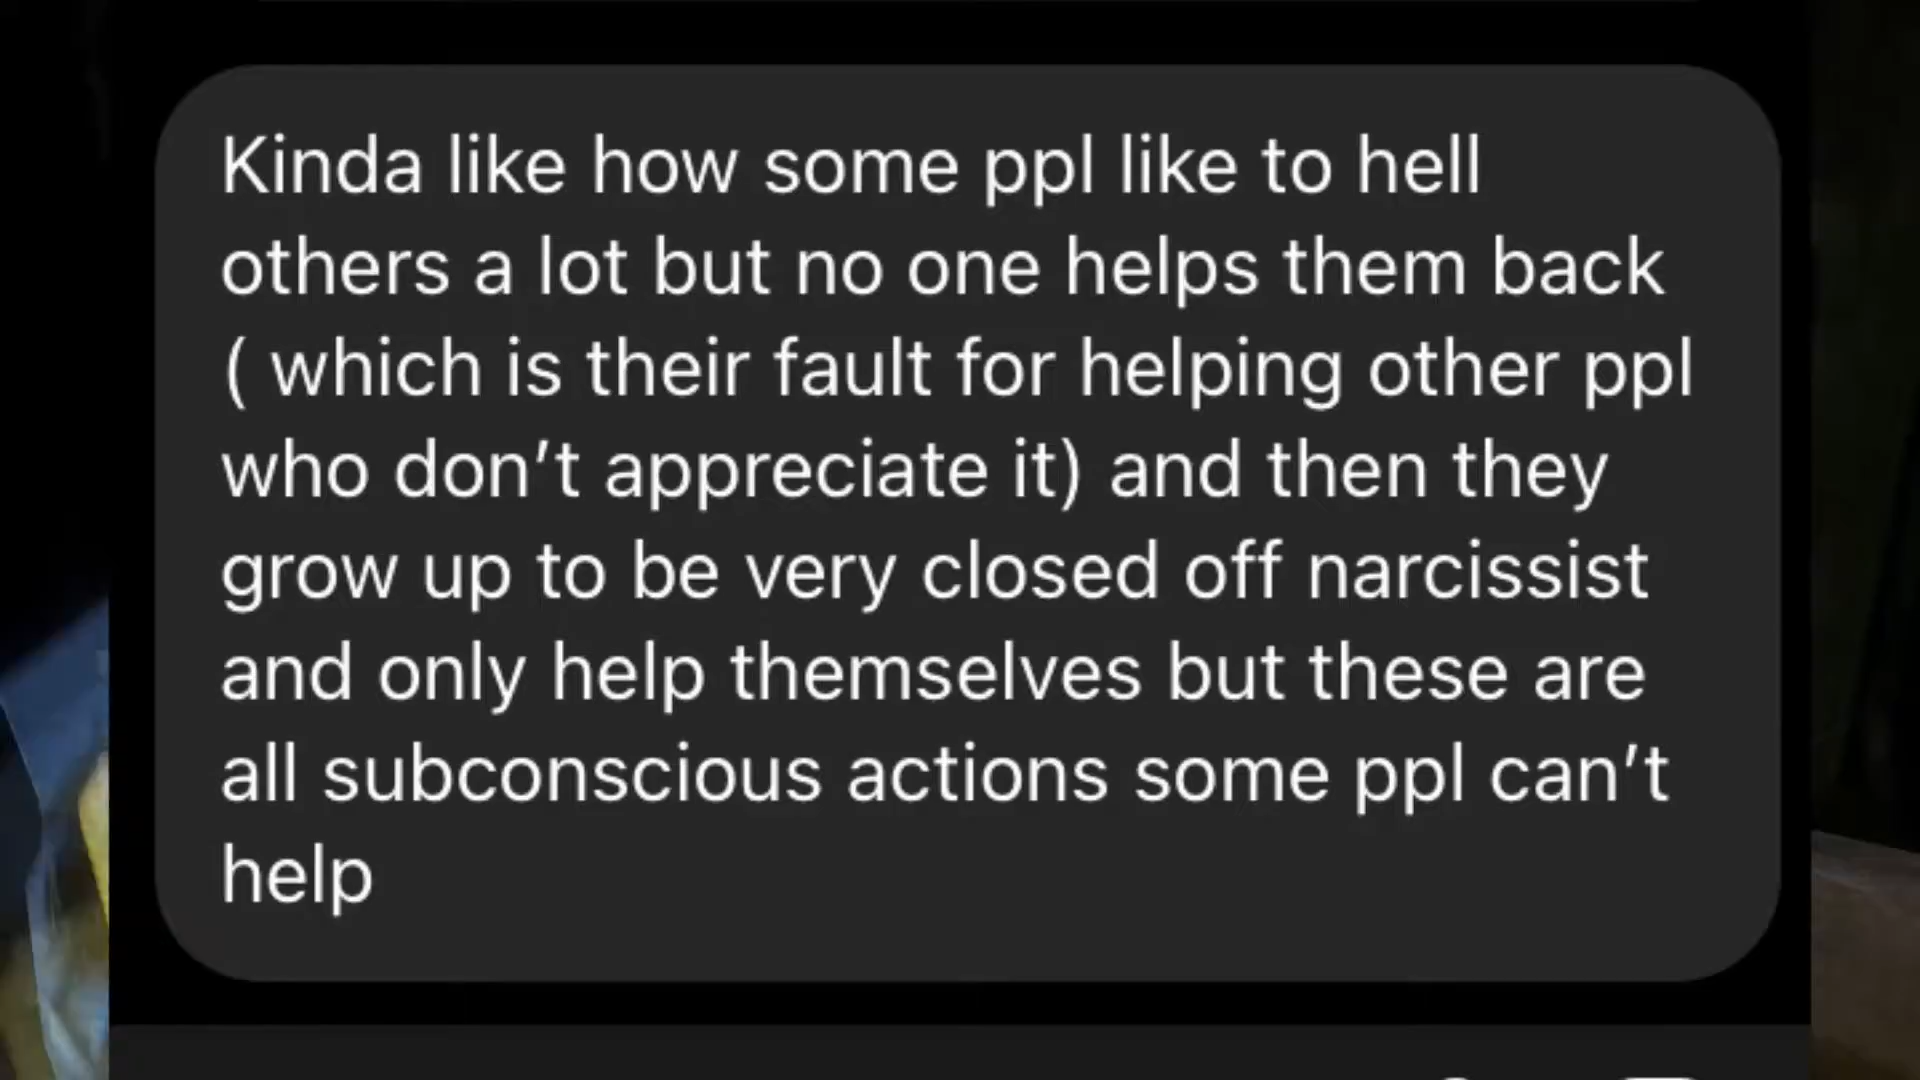 Kinda like how some ppl like to hell
others a lot but no one helps them back
( which is their fault for helping other ppl
who don’t appreciate it) and then they
grow up to be very closed off narcissist
and only help themselves but these are
all subconscious actions some ppl can’t
help